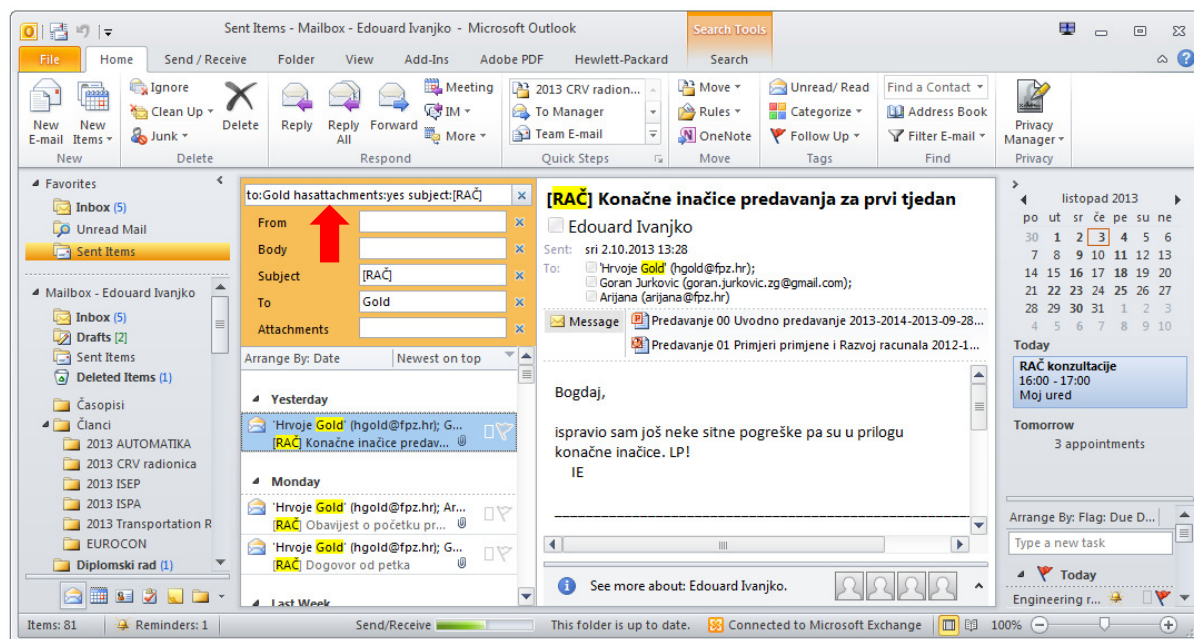 Sent Items - Mailbox - Edouard Ivanjko - Microsoft Outlook
Search Tools
File Home Send / Receive Folder View Add-Ins Adobe PDF Hewlett-Packard Search
New E-mail
New Items
New
Ignore
Clean Up
Junk
Delete
Delete
Reply
Reply All
Forward
Meeting
IM
More
Respond
2013 CRV radion...
To Manager
Team E-mail
Quick Steps
Move
Rules
OneNote
Move
Unread/ Read
Categorize
Follow Up
Tags
Find a Contact
Address Book
Filter E-mail
Find
Privacy Manager
Privacy
Favorites
Inbox (5)
Unread Mail
Sent Items
Mailbox - Edouard Ivanjko
Inbox (5)
Drafts [2]
Sent Items
Deleted Items (1)
Časopisi
Članci
2013 AUTOMATIKA
2013 CRV radionica
2013 ISEP
2013 ISPA
2013 Transportation R
EUROCON
Diplomski rad (1)
to:Gold hasattachments:yes subject:[RAČ]
From
Body
Subject [RAČ]
To Gold
Attachments
Arrange By: Date Newest on top
Yesterday
'Hrvoje Gold' (hgold@fpz.hr); G...
[RAČ] Konačne inačice predav...
Monday
'Hrvoje Gold' (hgold@fpz.hr); Ar...
[RAČ] Obavijest o početku pr...
'Hrvoje Gold' (hgold@fpz.hr); G...
[RAČ] Dogovor od petka
Last Week
[RAČ] Konačne inačice predavanja za prvi tjedan
Edouard Ivanjko
Sent: sri 2.10.2013 13:28
To: 'Hrvoje Gold' (hgold@fpz.hr);
Goran Jurkovic (goran.jurkovic.zg@gmail.com);
Arijana (arijana@fpz.hr)
Message
Predavanje 00 Uvodno predavanje 2013-2014-2013-09-28...
Predavanje 01 Primjeri primjene i Razvoj racunala 2012-1...
Bogdaj,
ispravio sam još neke sitne pogreške pa su u prilogu
konačne inačice. LP!
IE
See more about: Edouard Ivanjko.
listopad 2013
po ut sr če pe su ne
30 1 2 3 4 5 6
7 8 9 10 11 12 13
14 15 16 17 18 19 20
21 22 23 24 25 26 27
28 29 30 31 1 2 3
4 5 6 7 8 9 10
Today
RAČ konzultacije
16:00 - 17:00
Moj ured
Tomorrow
3 appointments
Arrange By: Flag: Due D...
Type a new task
Today
Engineering r...
Items: 81 Reminders: 1 Send/Receive This folder is up to date. Connected to Microsoft Exchange 100%